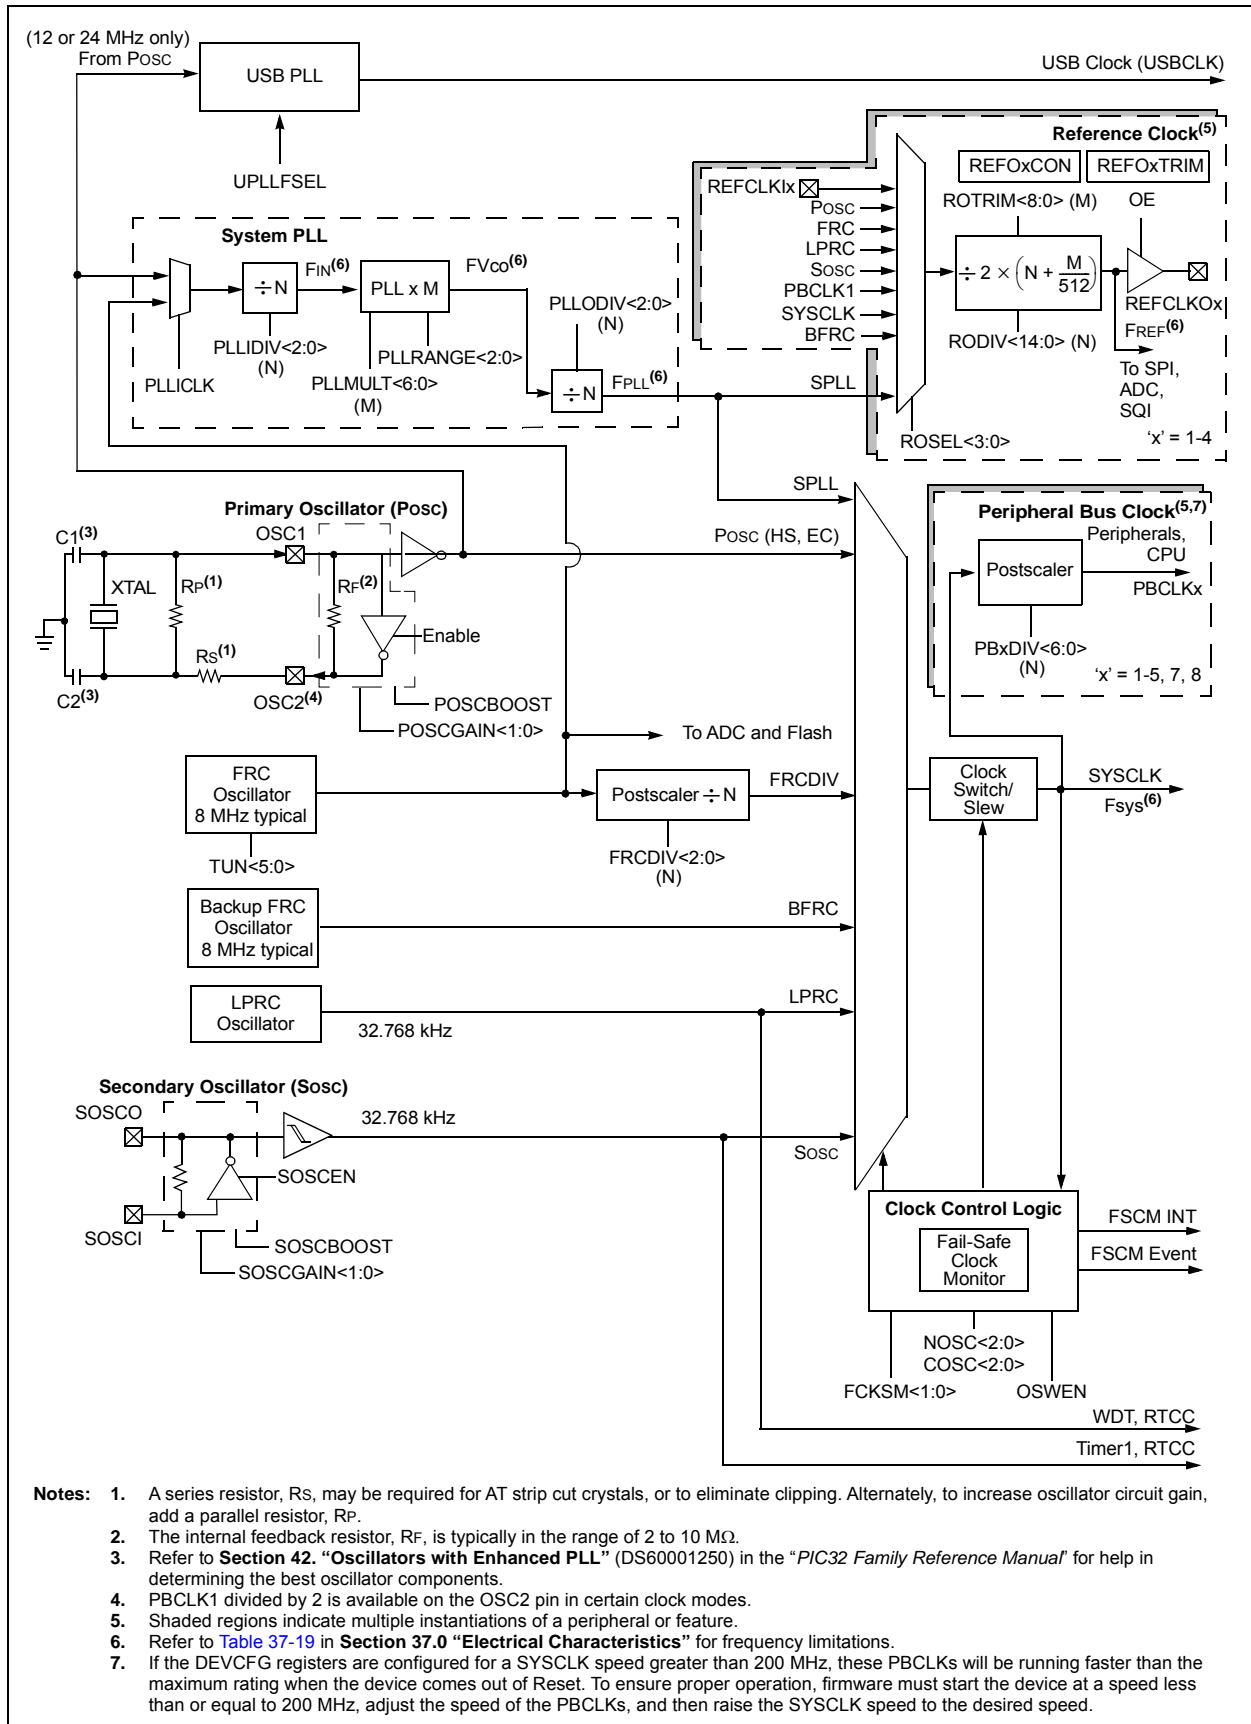 (12 or 24 MHz only)
From POSC
USB PLL
USB Clock (USBCLK)
UPLLFSEL
Reference Clock(5)
REFOxCON
REFOxTRIM
REFCLKIx
POSC
FRC
LPRC
SOSC
PBCLK1
SYSCLK
BFRC
SPLL
ROTRIM<8:0> (M)
OE
÷ 2 × (N + M/512)
REFCLKOx
RODIV<14:0> (N)
FREF(6)
To SPI,
ADC,
SQI
ROSEL<3:0>
'x' = 1-4
System PLL
÷ N
FIN(6)
PLL x M
FVco(6)
PLLODIV<2:0>
(N)
PLLICLK
PLLIDIV<2:0>
(N)
PLLRANGE<2:0>
PLLMULT<6:0>
(M)
÷ N
FPLL(6)
SPLL
Primary Oscillator (POSC)
C1(3)
OSC1
POSC (HS, EC)
XTAL
RP(1)
RF(2)
Enable
RS(1)
C2(3)
OSC2(4)
POSCBOOST
POSCGAIN<1:0>
Peripheral Bus Clock(5,7)
Peripherals,
CPU
Postscaler
PBCLKx
PBxDIV<6:0>
(N)
'x' = 1-5, 7, 8
To ADC and Flash
FRC
Oscillator
8 MHz typical
Postscaler ÷ N
FRCDIV
TUN<5:0>
FRCDIV<2:0>
(N)
Clock
Switch/
Slew
SYSCLK
Fsys(6)
Backup FRC
Oscillator
8 MHz typical
BFRC
LPRC
Oscillator
32.768 kHz
LPRC
Secondary Oscillator (SOSC)
SOSCO
32.768 kHz
SOSC
SOSCEN
SOSCI
SOSCBOOST
SOSCGAIN<1:0>
Clock Control Logic
Fail-Safe
Clock
Monitor
FSCM INT
FSCM Event
NOSC<2:0>
COSC<2:0>
FCKSM<1:0>
OSWEN
WDT, RTCC
Timer1, RTCC
Notes: 1. A series resistor, RS, may be required for AT strip cut crystals, or to eliminate clipping. Alternately, to increase oscillator circuit gain,
add a parallel resistor, RP.
2. The internal feedback resistor, RF, is typically in the range of 2 to 10 MΩ.
3. Refer to Section 42. “Oscillators with Enhanced PLL” (DS60001250) in the “PIC32 Family Reference Manual” for help in
determining the best oscillator components.
4. PBCLK1 divided by 2 is available on the OSC2 pin in certain clock modes.
5. Shaded regions indicate multiple instantiations of a peripheral or feature.
6. Refer to Table 37-19 in Section 37.0 “Electrical Characteristics” for frequency limitations.
7. If the DEVCFG registers are configured for a SYSCLK speed greater than 200 MHz, these PBCLKs will be running faster than the
maximum rating when the device comes out of Reset. To ensure proper operation, firmware must start the device at a speed less
than or equal to 200 MHz, adjust the speed of the PBCLKs, and then raise the SYSCLK speed to the desired speed.